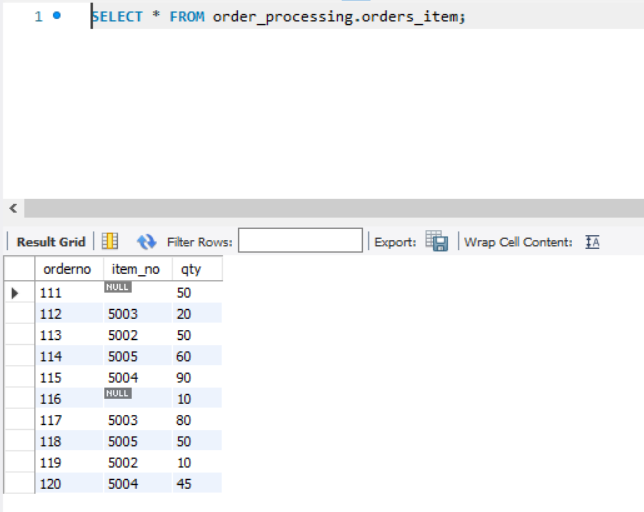 1 SELECT * FROM order_processing.orders_item;
Result Grid Filter Rows: Export: Wrap Cell Content: IA
orderno item_no qty
111 NULL 50
112 5003 20
113 5002 50
114 5005 60
115 5004 90
116 NULL 10
117 5003 80
118 5005 50
119 5002 10
120 5004 45